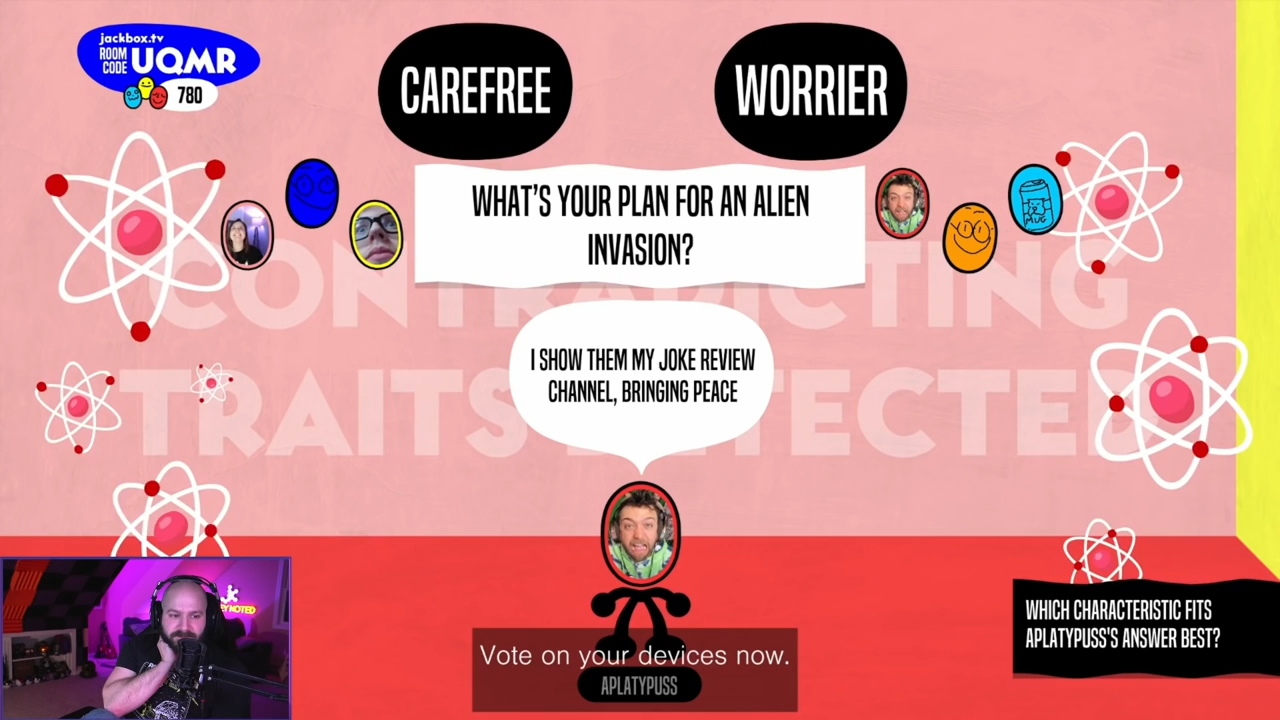 jackbox.tv
ROOM
CODE
UQMR
780
CAREFREE
WORRIER
WHAT'S YOUR PLAN FOR AN ALIEN
INVASION?
MUG
CONTRADICTING
I SHOW THEM MY JOKE REVIEW
CHANNEL, BRINGING PEACE
TRAITS DETECTED
WHICH CHARACTERISTIC FITS
APLATYPUSS'S ANSWER BEST?
Vote on your devices now.
APLATYPUSS